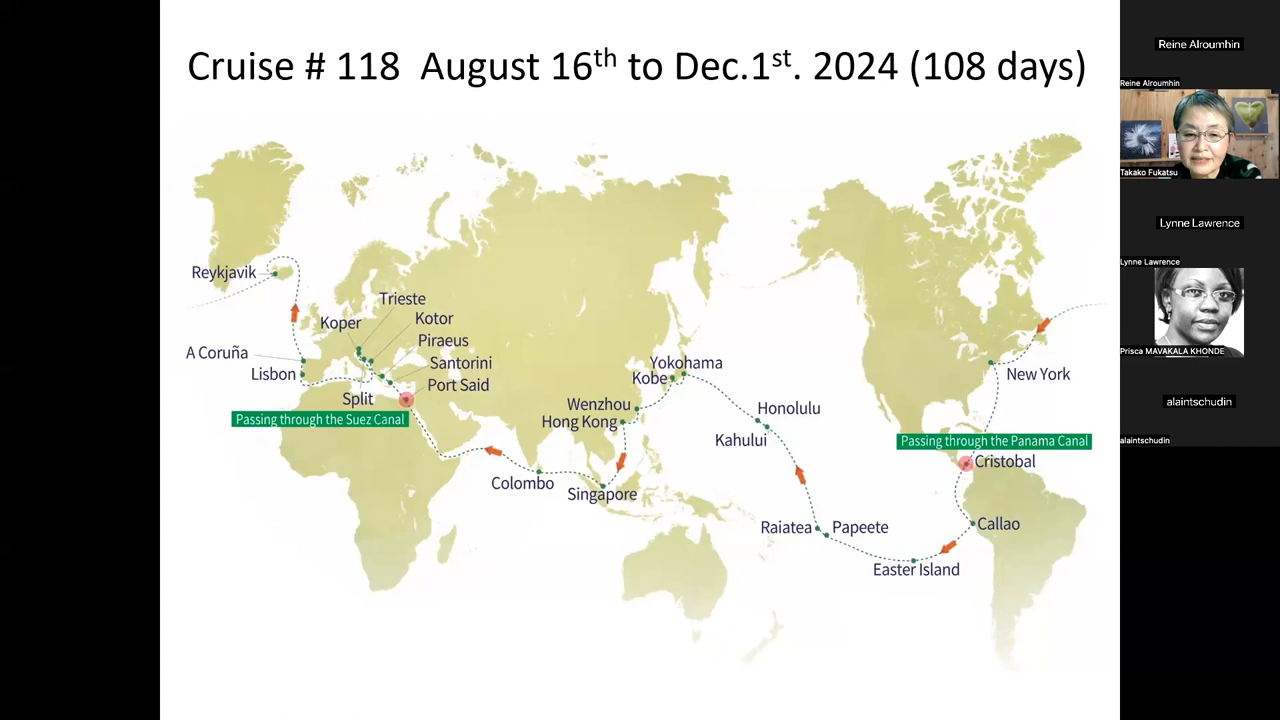 Cruise # 118 August 16th to Dec.1st. 2024 (108 days)
Reykjavik
Trieste
Koper
Kotor
Piraeus
A Coruña
Santorini
Lisbon
Port Said
Split
Passing through the Suez Canal
Yokohama
Kobe
Wenzhou
Hong Kong
Colombo
Singapore
Honolulu
Kahului
Raiatea
Papeete
New York
Passing through the Panama Canal
Cristobal
Callao
Easter Island
Reine Alroumhin
Reine Alroumhin
Takako Fukatsu
Lynne Lawrence
Lynne Lawrence
Prisca MAVAKALA KHONDE
alaintschudin
alaintschudin